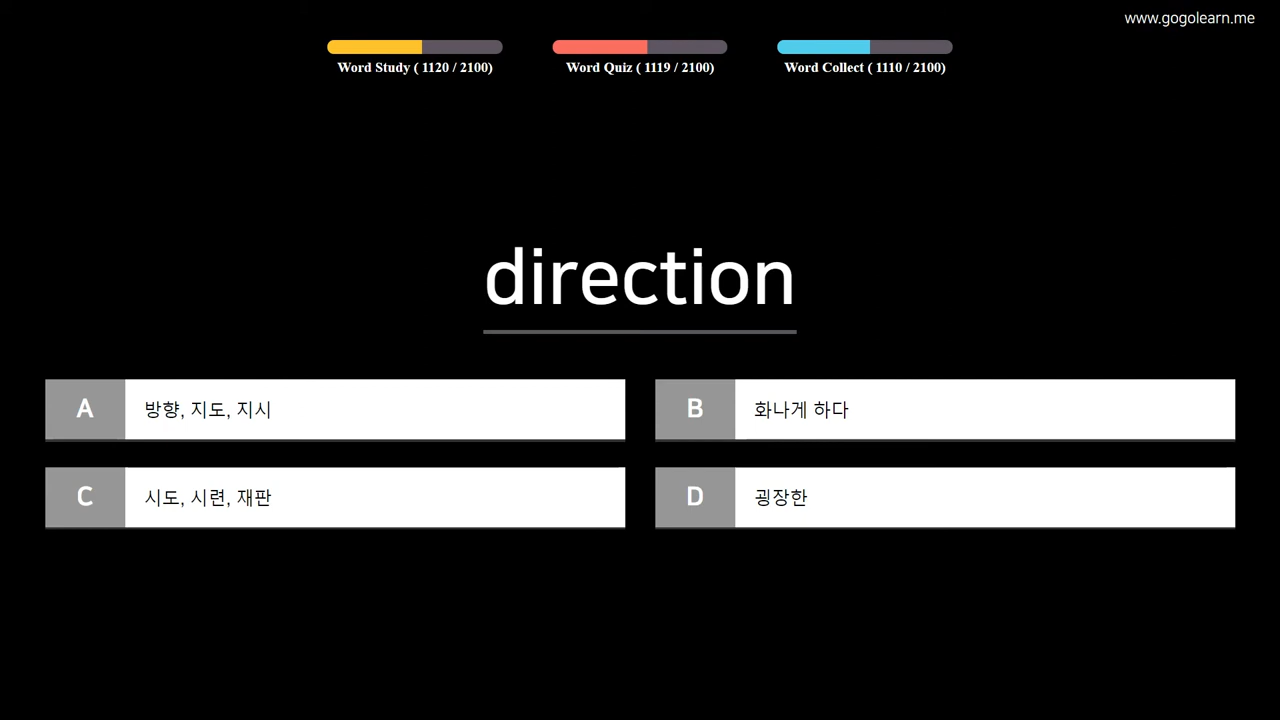 www.gogolearn.me
Word Study ( 1120 / 2100)
Word Quiz ( 1119 / 2100)
Word Collect ( 1110 / 2100)
direction
A 방향, 지도, 지시
B 화나게 하다
C 시도, 시련, 재판
D 굉장한